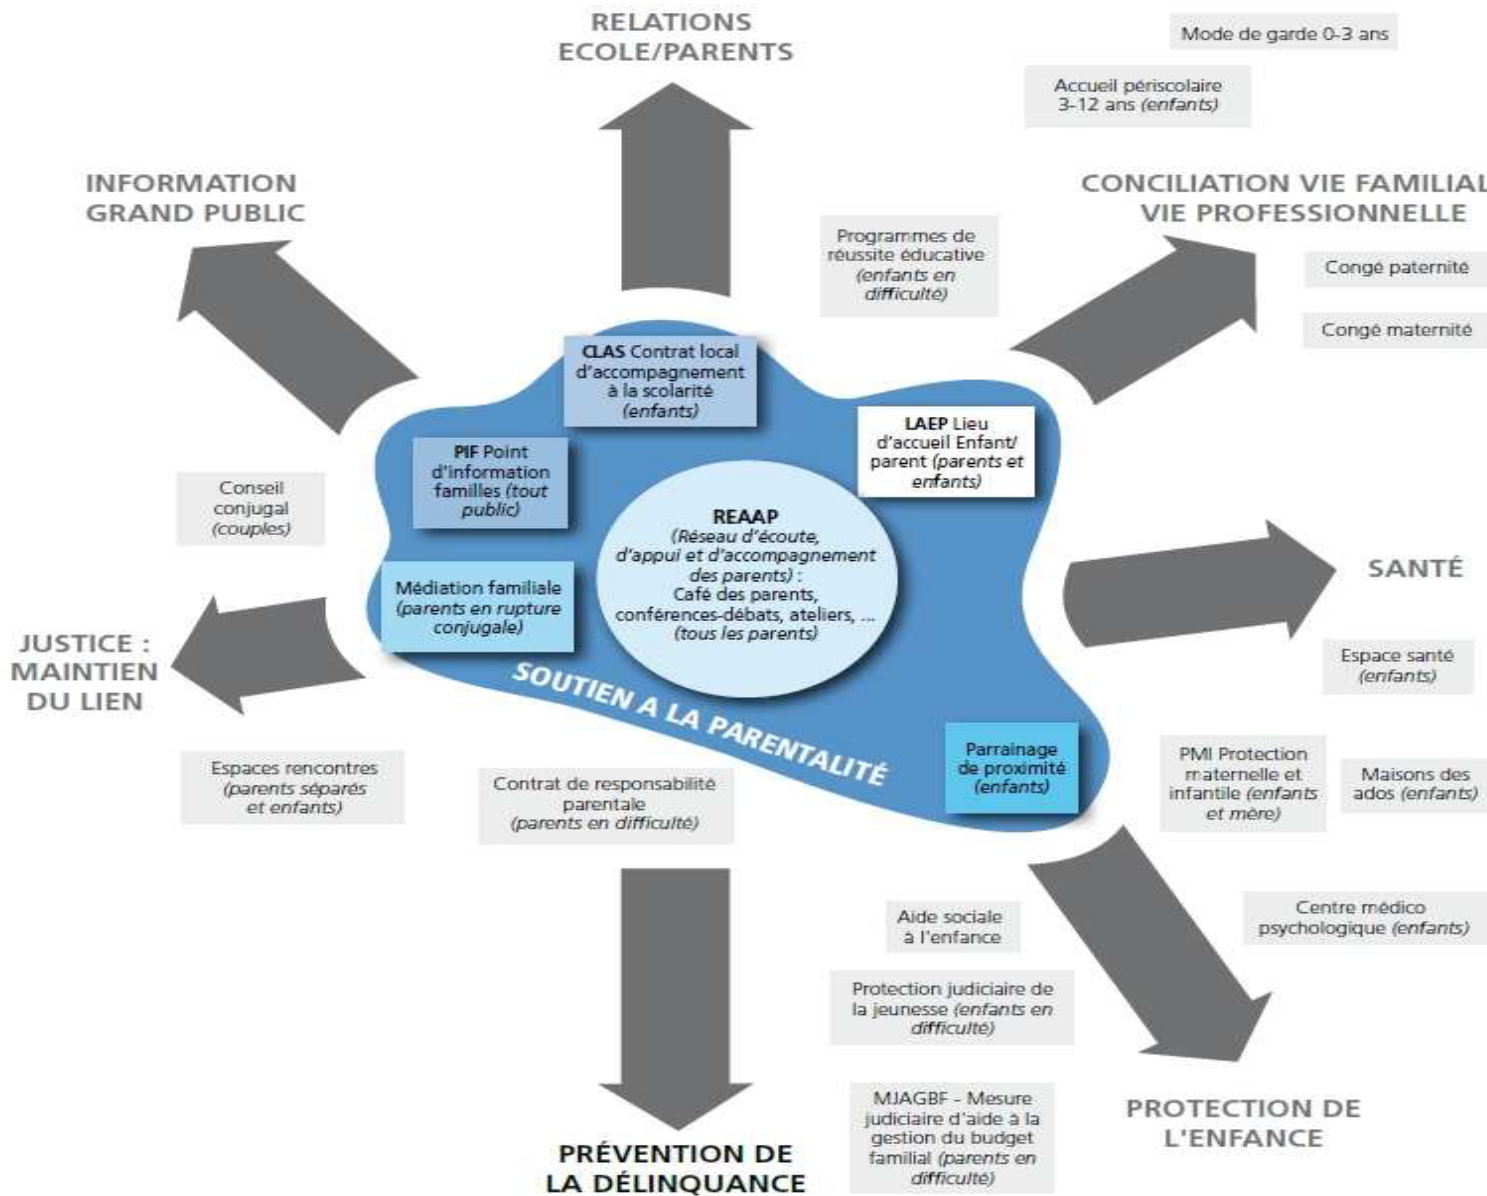 RELATIONS
ECOLE/PARENTS
Mode de garde 0-3 ans
Accueil périscolaire
3-12 ans (enfants)
INFORMATION
GRAND PUBLIC
CONCILIATION VIE FAMILIAL
VIE PROFESSIONNELLE
Programmes de
réussite éducative
(enfants en
difficulté)
Congé paternité
Congé maternité
CLAS Contrat local
d'accompagnement
à la scolarité
(enfants)
LAEP Lieu
d'accueil Enfant/
parent (parents et
enfants)
PIF Point
d'information
familles (tout
public)
Conseil
conjugal
(couples)
REAAP
(Réseau d'écoute,
d'appui et d'accompagnement
des parents) :
Café des parents,
conférences-débats, ateliers, ...
(tous les parents)
Médiation familiale
(parents en rupture
conjugale)
SANTÉ
JUSTICE :
MAINTIEN
DU LIEN
Espace santé
(enfants)
SOUTIEN A LA PARENTALITÉ
Parrainage
de proximité
(enfants)
PMI Protection
maternelle et
infantile (enfants
et mère)
Maisons des
ados (enfants)
Espaces rencontres
(parents séparés
et enfants)
Contrat de responsabilité
parentale
(parents en difficulté)
Aide sociale
à l'enfance
Centre médico
psychologique (enfants)
Protection judiciaire de
la jeunesse (enfants en
difficulté)
MJAGBF - Mesure
judiciaire d'aide à la
gestion du budget
familial (parents en
difficulté)
PROTECTION DE
L'ENFANCE
PRÉVENTION DE
LA DÉLINQUANCE